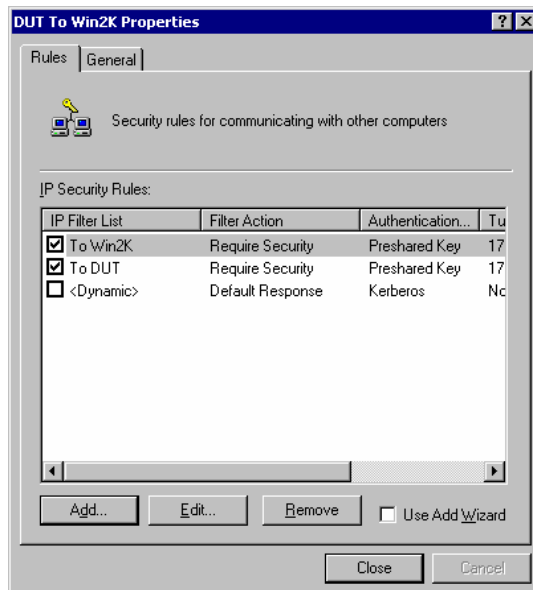 DUT To Win2K Properties
Rules General
Security rules for communicating with other computers
IP Security Rules:
IP Filter List Filter Action Authentication... Tu
To Win2K Require Security Preshared Key 17
To DUT Require Security Preshared Key 17
<Dynamic> Default Response Kerberos No
Add... Edit... Remove Use Add Wizard
Close Cancel